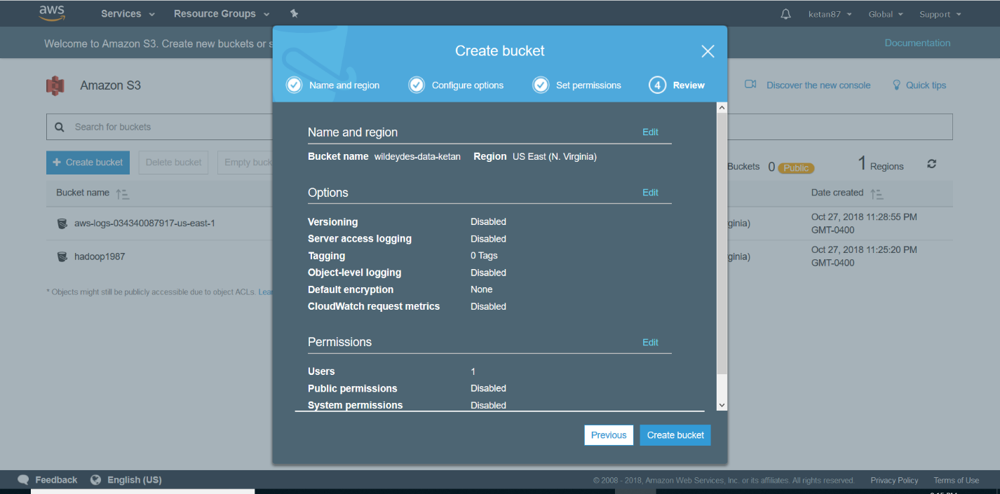 aws Services Resource Groups ketan87 Global Support
Welcome to Amazon S3. Create new buckets or s Documentation
Create bucket
Name and region Configure options Set permissions 4 Review
Amazon S3 Discover the new console Quick tips
Search for buckets
Create bucket Delete bucket Empty buck Buckets 0 Public 1 Regions
Bucket name Date created
aws-logs-034340087917-us-east-1 ginia) Oct 27, 2018 11:28:55 PM
GMT-0400
hadoop1987 ginia) Oct 27, 2018 11:25:20 PM
GMT-0400
* Objects might still be publicly accessible due to object ACLs. Lear
Name and region Edit
Bucket name wildeydes-data-ketan Region US East (N. Virginia)
Options Edit
Versioning Disabled
Server access logging Disabled
Tagging 0 Tags
Object-level logging Disabled
Default encryption None
CloudWatch request metrics Disabled
Permissions Edit
Users 1
Public permissions Disabled
System permissions Disabled
Previous Create bucket
Feedback English (US) © 2008 - 2018, Amazon Web Services, Inc. or its affiliates. All rights reserved. Privacy Policy Terms of Use